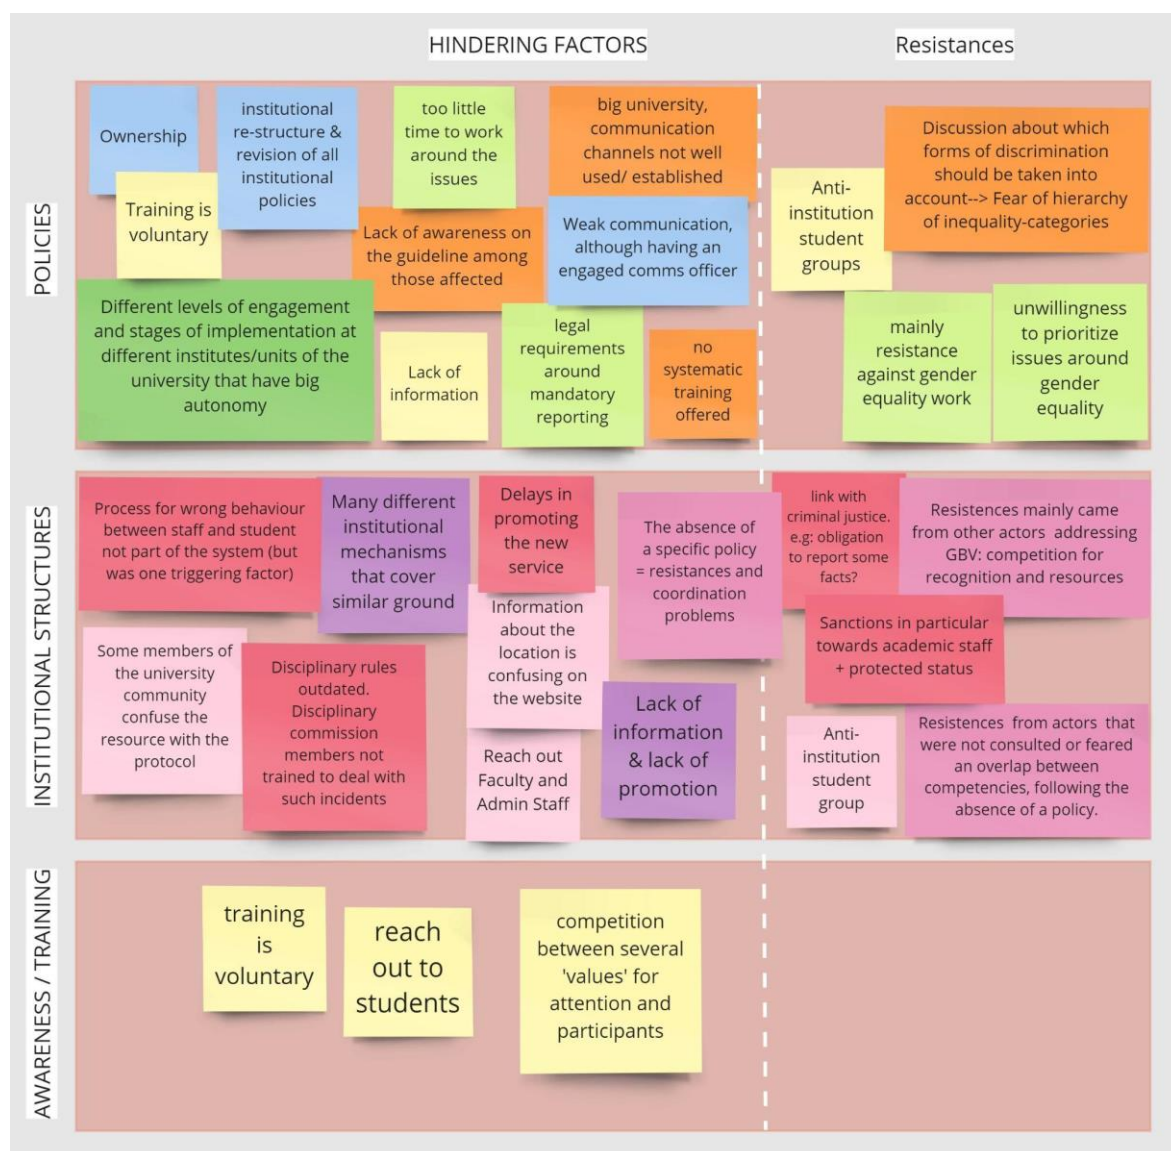 HINDERING FACTORS
Resistances
POLICIES
Ownership
institutional
re-structure &
revision of all
institutional
policies
too little
time to work
around the
issues
big university,
communication
channels not well
used/ established
Training is
voluntary
Lack of awareness on
the guideline among
those affected
Weak communication,
although having an
engaged comms officer
Different levels of engagement
and stages of implementation at
different institutes/units of the
university that have big
autonomy
Lack of
information
legal
requirements
around
mandatory
reporting
no
systematic
training
offered
Anti-
institution
student
groups
Discussion about which
forms of discrimination
should be taken into
account--> Fear of hierarchy
of inequality-categories
mainly
resistance
against gender
equality work
unwillingness
to prioritize
issues around
gender
equality
INSTITUTIONAL STRUCTURES
Process for wrong behaviour
between staff and student
not part of the system (but
was one triggering factor)
Many different
institutional
mechanisms
that cover
similar ground
Delays in
promoting
the new
service
The absence of
a specific policy
= resistances and
coordination
problems
Some members of
the university
community
confuse the
resource with the
protocol
Disciplinary rules
outdated.
Disciplinary
commission
members not
trained to deal with
such incidents
Information
about the
location is
confusing on
the website
Reach out
Faculty and
Admin Staff
Lack of
information
& lack of
promotion
link with
criminal justice.
e.g: obligation
to report some
facts?
Resistences mainly came
from other actors addressing
GBV: competition for
recognition and resources
Sanctions in particular
towards academic staff
+ protected status
Anti-
institution
student
group
Resistences from actors that
were not consulted or feared
an overlap between
competencies, following the
absence of a policy.
AWARENESS / TRAINING
training
is
voluntary
reach
out to
students
competition
between several
'values' for
attention and
participants